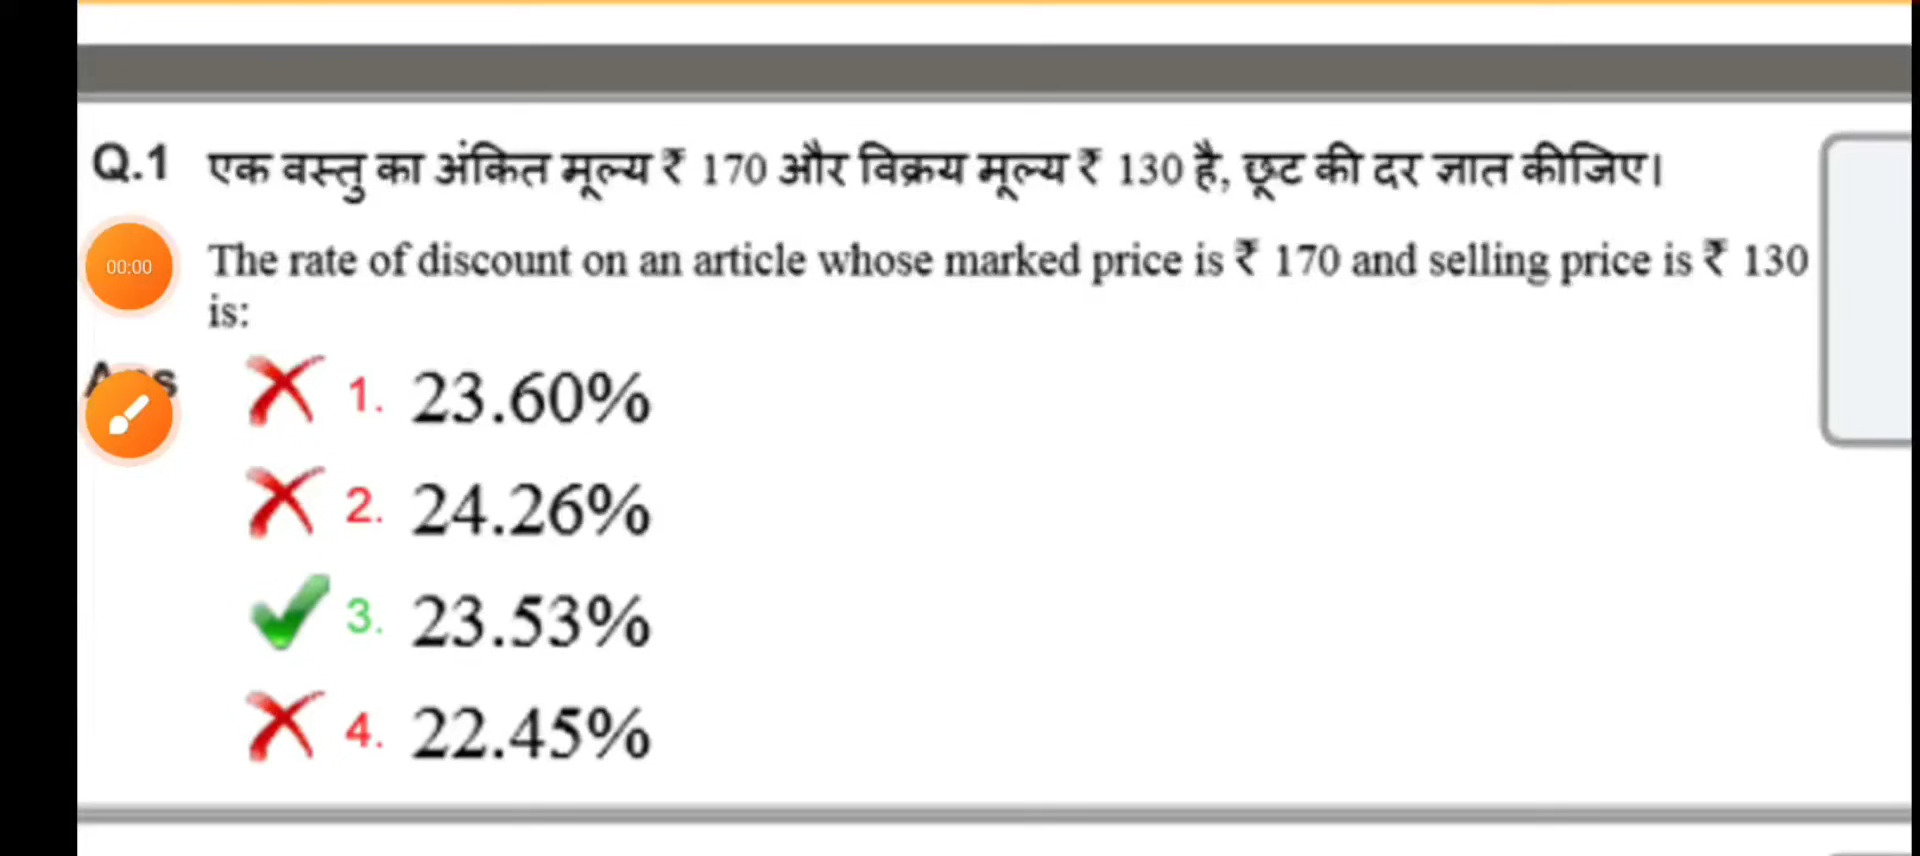 Q.1 एक वस्तु का अंकित मूल्य ₹ 170 और विक्रय मूल्य ₹ 130 है, छूट की दर ज्ञात कीजिए।
00:00 The rate of discount on an article whose marked price is ₹ 170 and selling price is ₹ 130
is:
Ans 1. 23.60%
2. 24.26%
3. 23.53%
4. 22.45%